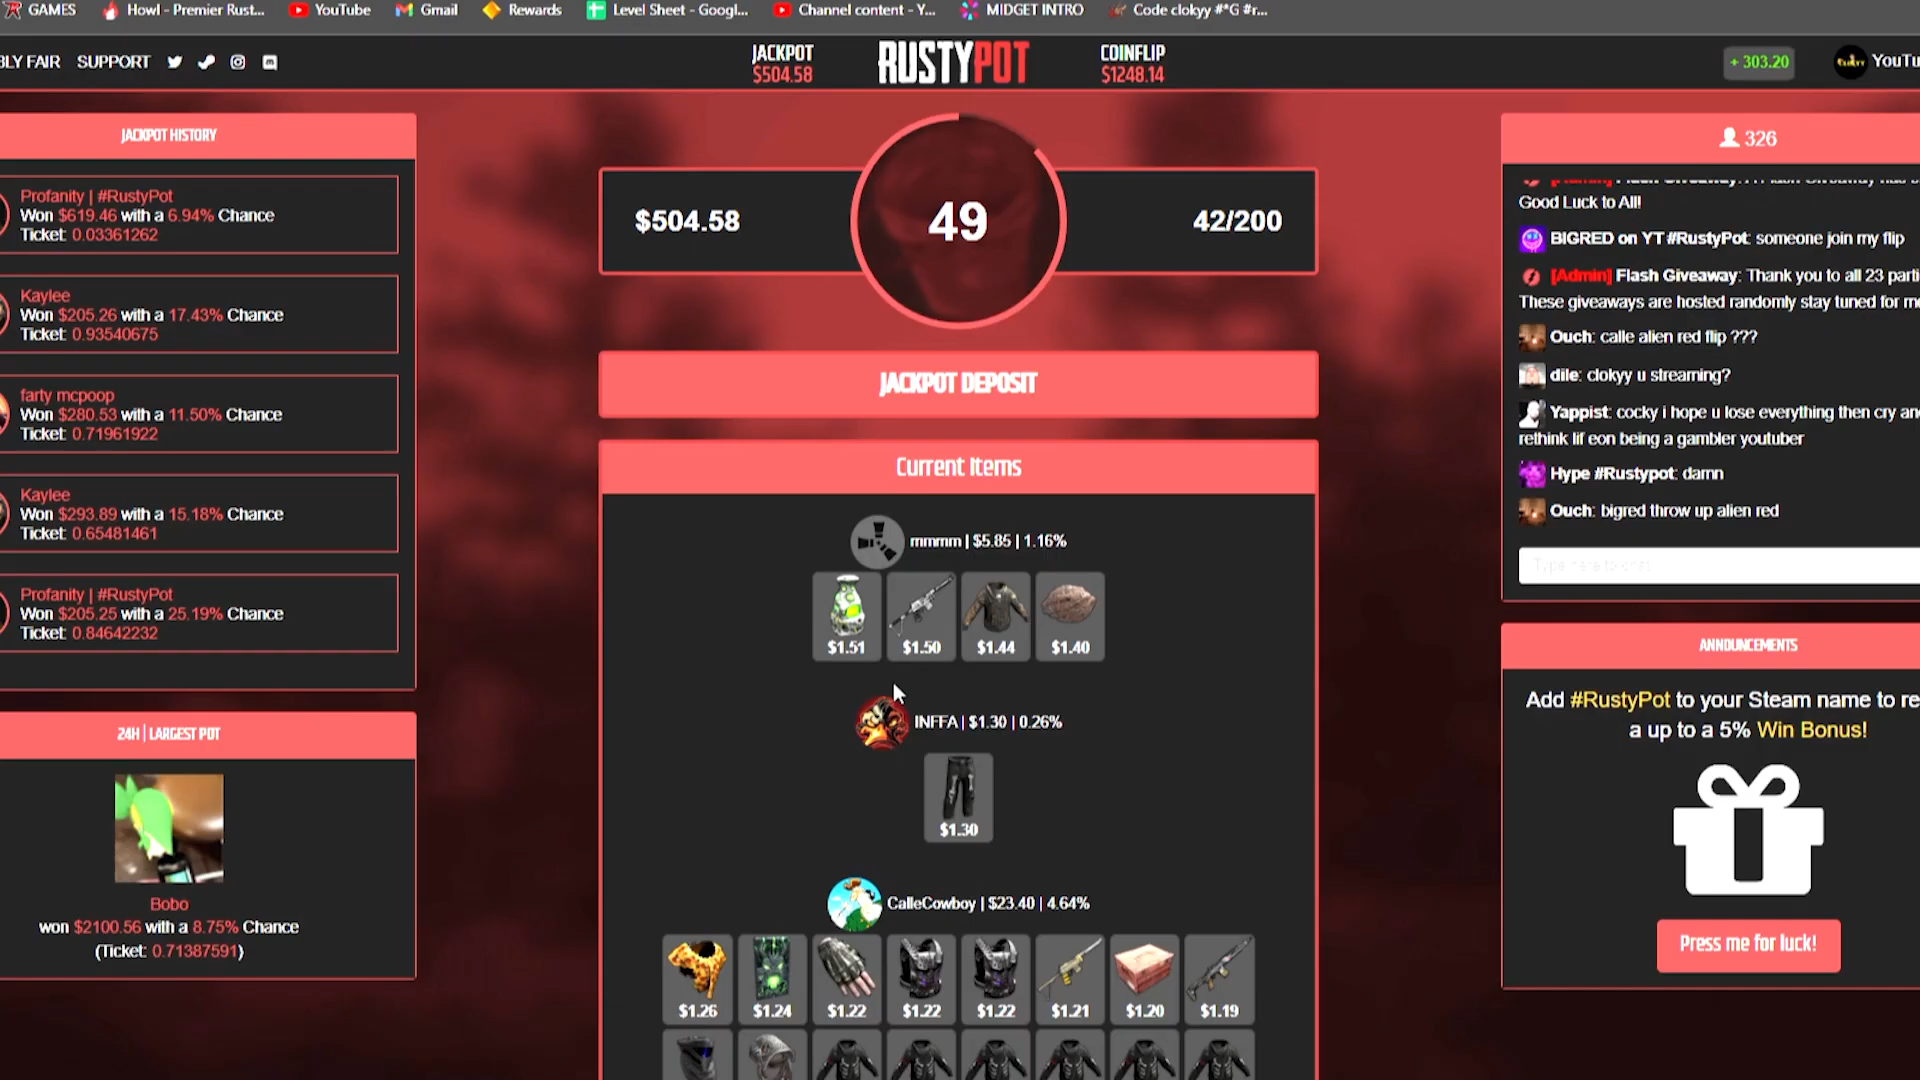 GAMES
Howl - Premier Rust...
YouTube
Gmail
Rewards
Level Sheet - Googl...
Channel content - Y...
MIDGET INTRO
Code clokyy #*G #r...
BLY FAIR
SUPPORT
JACKPOT
$504.58
RUSTYPOT
COINFLIP
$1248.14
+ 303.20
YouTu
JACKPOT HISTORY
Profanity | #RustyPot
Won $619.46 with a 6.94% Chance
Ticket: 0.03361262
Kaylee
Won $205.26 with a 17.43% Chance
Ticket: 0.93540675
farty mcpoop
Won $280.53 with a 11.50% Chance
Ticket: 0.71961922
Kaylee
Won $293.89 with a 15.18% Chance
Ticket: 0.65481461
Profanity | #RustyPot
Won $205.25 with a 25.19% Chance
Ticket: 0.84642232
24H | LARGEST POT
Bobo
won $2100.56 with a 8.75% Chance
(Ticket: 0.71387591)
$504.58
49
42/200
JACKPOT DEPOSIT
Current Items
mmmm | $5.85 | 1.16%
$1.51
$1.50
$1.44
$1.40
INFFA | $1.30 | 0.26%
$1.30
CalleCowboy | $23.40 | 4.64%
$1.26
$1.24
$1.22
$1.22
$1.22
$1.21
$1.20
$1.19
326
Good Luck to All!
BIGRED on YT #RustyPot: someone join my flip
[Admin] Flash Giveaway: Thank you to all 23 parti
These giveaways are hosted randomly stay tuned for mo
Ouch: calle alien red flip ???
dile: clokyy u streaming?
Yappist: cocky i hope u lose everything then cry an
rethink lif eon being a gambler youtuber
Hype #Rustypot: damn
Ouch: bigred throw up alien red
Type here to chat
ANNOUNCEMENTS
Add #RustyPot to your Steam name to re
a up to a 5% Win Bonus!
Press me for luck!